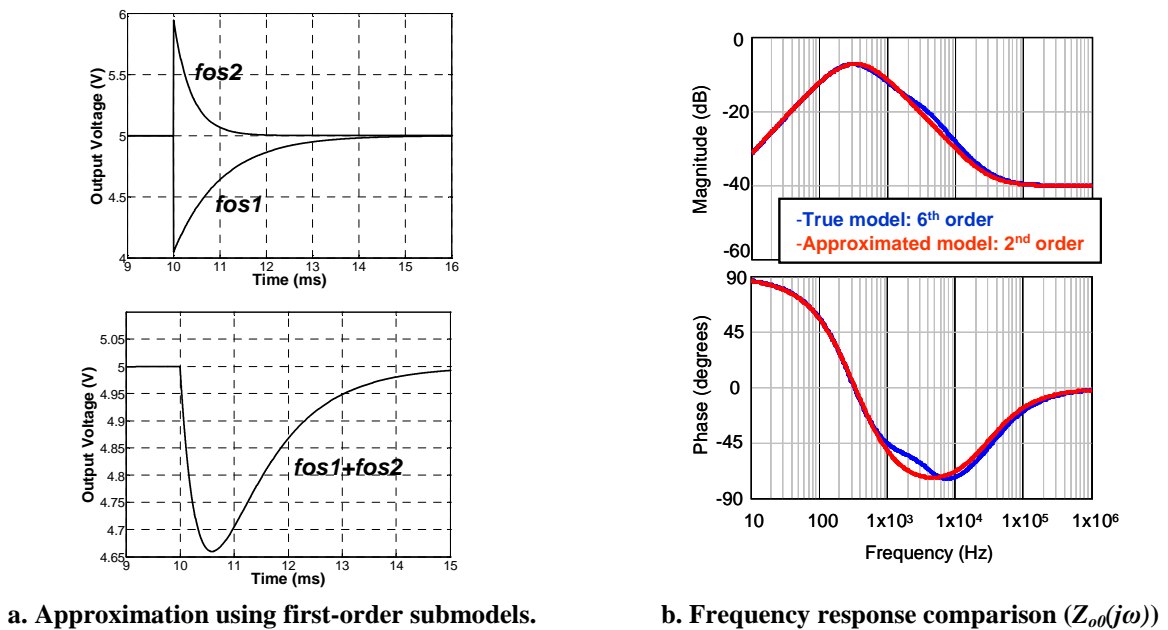 6
5.5
5
4.5
4
Output Voltage (V)
fos2
fos1
9 10 11 12 13 14 15 16
Time (ms)
5.05
5
4.95
4.9
4.85
4.8
4.75
4.7
4.65
Output Voltage (V)
fos1+fos2
9 10 11 12 13 14 15
Time (ms)
a. Approximation using first-order submodels.
0
-20
-40
-60
Magnitude (dB)
-True model: 6th order
-Approximated model: 2nd order
90
45
0
-45
-90
Phase (degrees)
10 100 1x10³ 1x10⁴ 1x10⁵ 1x10⁶
Frequency (Hz)
b. Frequency response comparison (Zo0(jω))